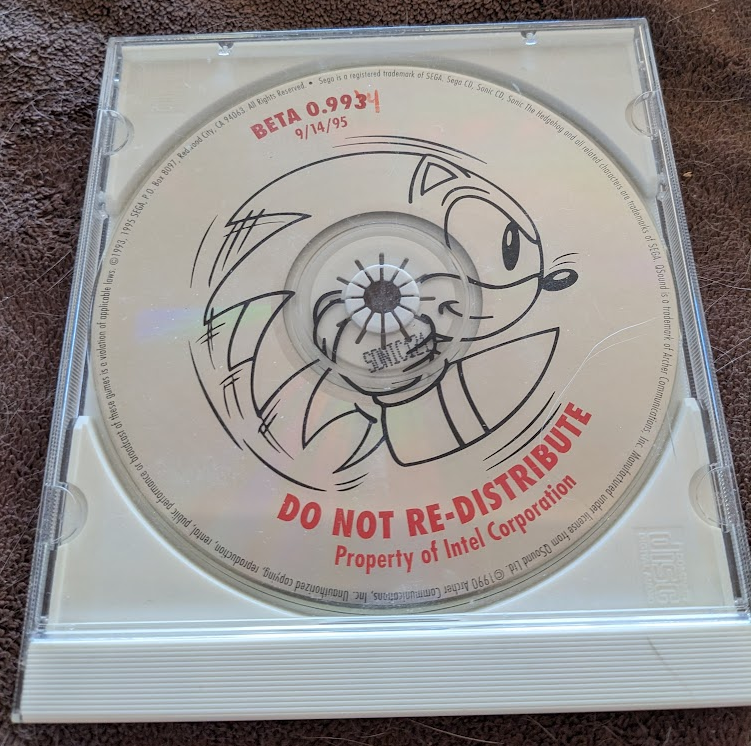 BETA 0.9934
9/14/95
DO NOT RE-DISTRIBUTE
Property of Intel Corporation
Sega is a registered trademark of SEGA. Sega CD, Sonic CD, Sonic The Hedgehog and all related characters are trademarks of SEGA. QSound is a trademark of Archer Communications, Inc. Manufactured under license from QSound Ltd. ©1990 Archer Communications, Inc. Unauthorized copying, reproduction, rental, public performance or broadcast of these games is a violation of applicable laws. ©1993, 1995 SEGA, P.O. Box 8097, Redwood City, CA 94063. All Rights Reserved. •
disc